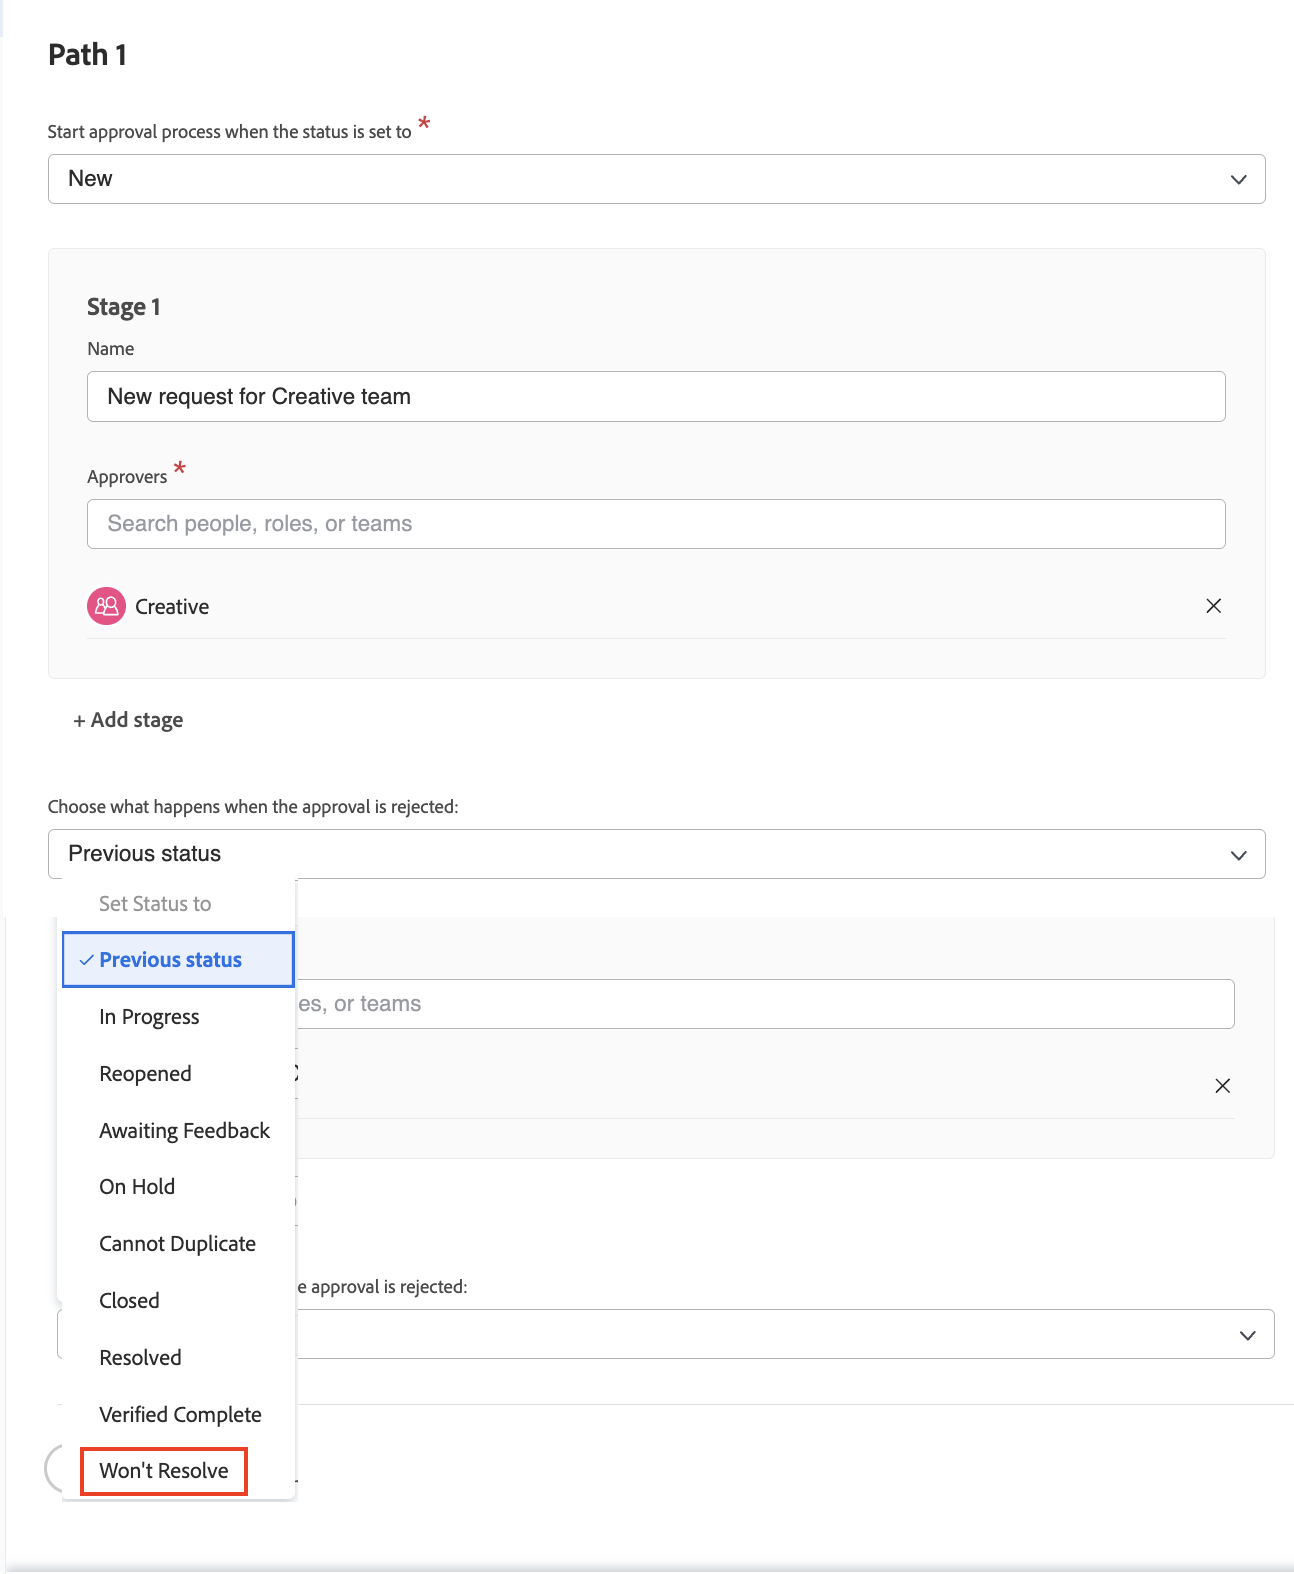 Path 1
Start approval process when the status is set to *
New
Stage 1
Name
New request for Creative team
Approvers *
Search people, roles, or teams
Creative
+ Add stage
Choose what happens when the approval is rejected:
Previous status
Set Status to
Previous status
es, or teams
In Progress
Reopened
Awaiting Feedback
On Hold
Cannot Duplicate
e approval is rejected:
Closed
Resolved
Verified Complete
Won't Resolve